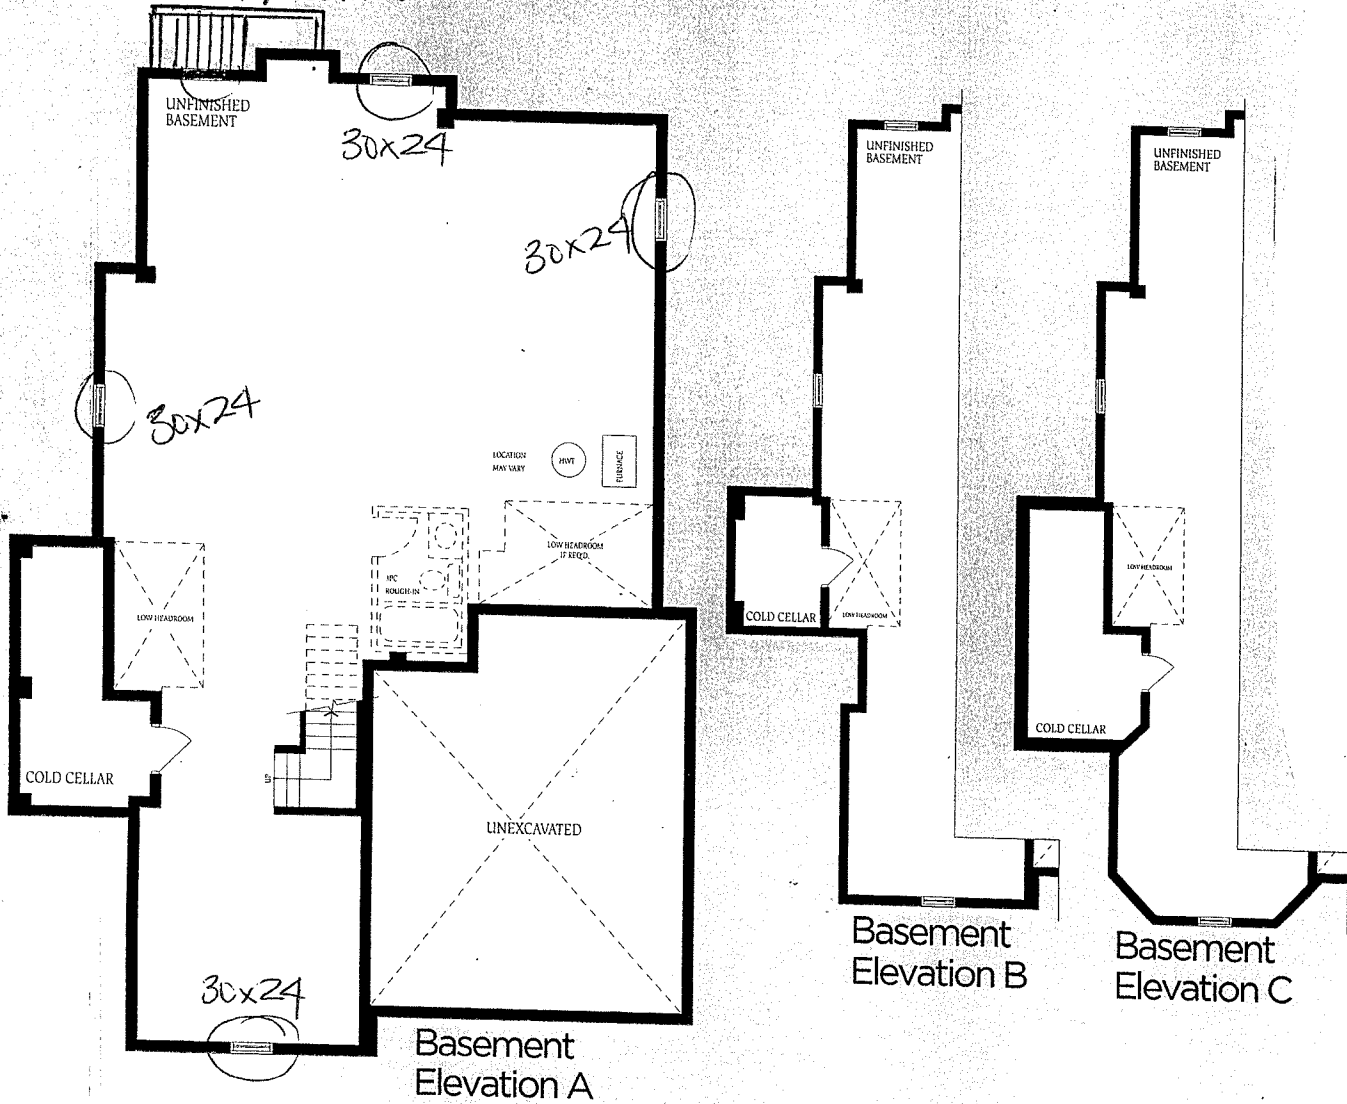 UNFINISHED
BASEMENT
30x24
30x24
30x24
LOCATION
MAY VARY
HWT
FURNACE
LOW HEADROOM
IF REQ'D.
3PC
ROUGH-IN
LOW HEADROOM
UP
COLD CELLAR
UNEXCAVATED
30x24
Basement
Elevation A
UNFINISHED
BASEMENT
COLD CELLAR
LOW HEADROOM
Basement
Elevation B
UNFINISHED
BASEMENT
LOW HEADROOM
COLD CELLAR
Basement
Elevation C